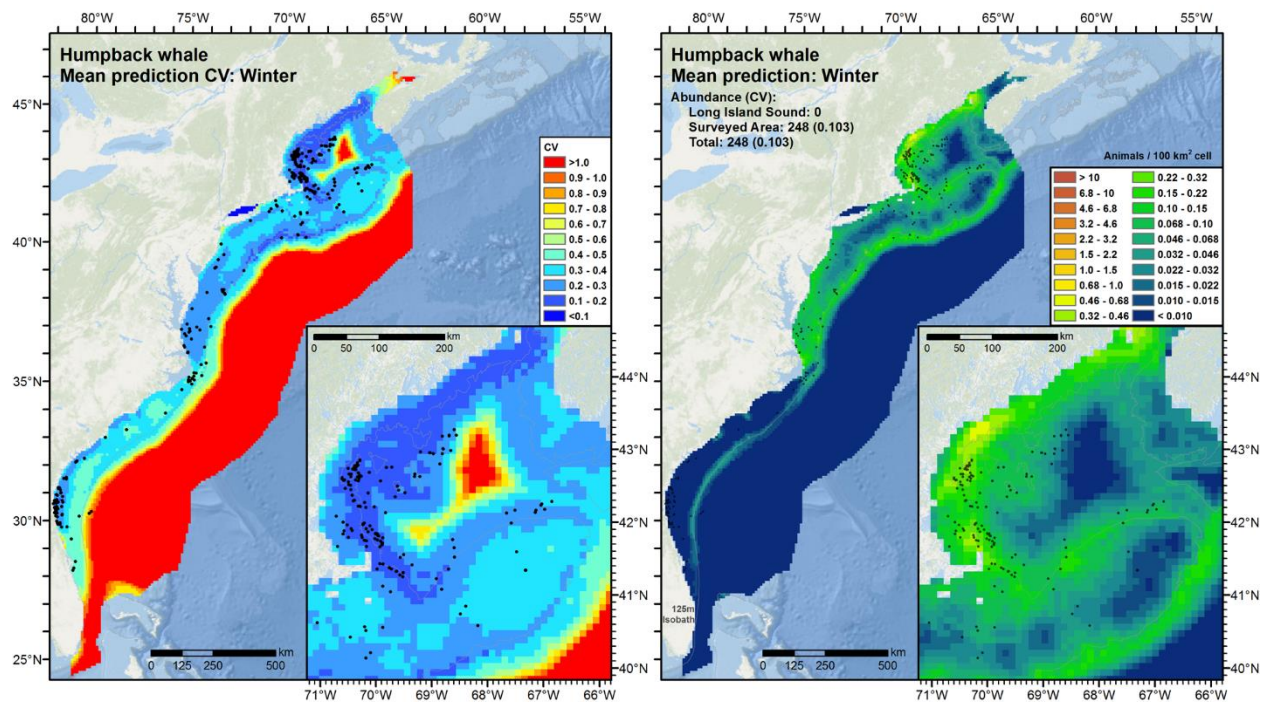 80°W 75°W 70°W 65°W 60°W 55°W
Humpback whale
Mean prediction CV: Winter
45°N
40°N
35°N
30°N
25°N
CV
>1.0
0.9 - 1.0
0.8 - 0.9
0.7 - 0.8
0.6 - 0.7
0.5 - 0.6
0.4 - 0.5
0.3 - 0.4
0.2 - 0.3
0.1 - 0.2
<0.1
km
0 50 100 200
44°N
43°N
42°N
41°N
40°N
km
0 125 250 500
71°W 70°W 69°W 68°W 67°W 66°W
80°W 75°W 70°W 65°W 60°W 55°W
Humpback whale
Mean prediction: Winter
Abundance (CV):
Long Island Sound: 0
Surveyed Area: 248 (0.103)
Total: 248 (0.103)
45°N
40°N
35°N
30°N
25°N
Animals / 100 km² cell
> 10
6.8 - 10
4.6 - 6.8
3.2 - 4.6
2.2 - 3.2
1.5 - 2.2
1.0 - 1.5
0.68 - 1.0
0.46 - 0.68
0.32 - 0.46
0.22 - 0.32
0.15 - 0.22
0.10 - 0.15
0.068 - 0.10
0.046 - 0.068
0.032 - 0.046
0.022 - 0.032
0.015 - 0.022
0.010 - 0.015
< 0.010
km
0 50 100 200
44°N
43°N
42°N
41°N
40°N
125m
Isobath
km
0 125 250 500
71°W 70°W 69°W 68°W 67°W 66°W